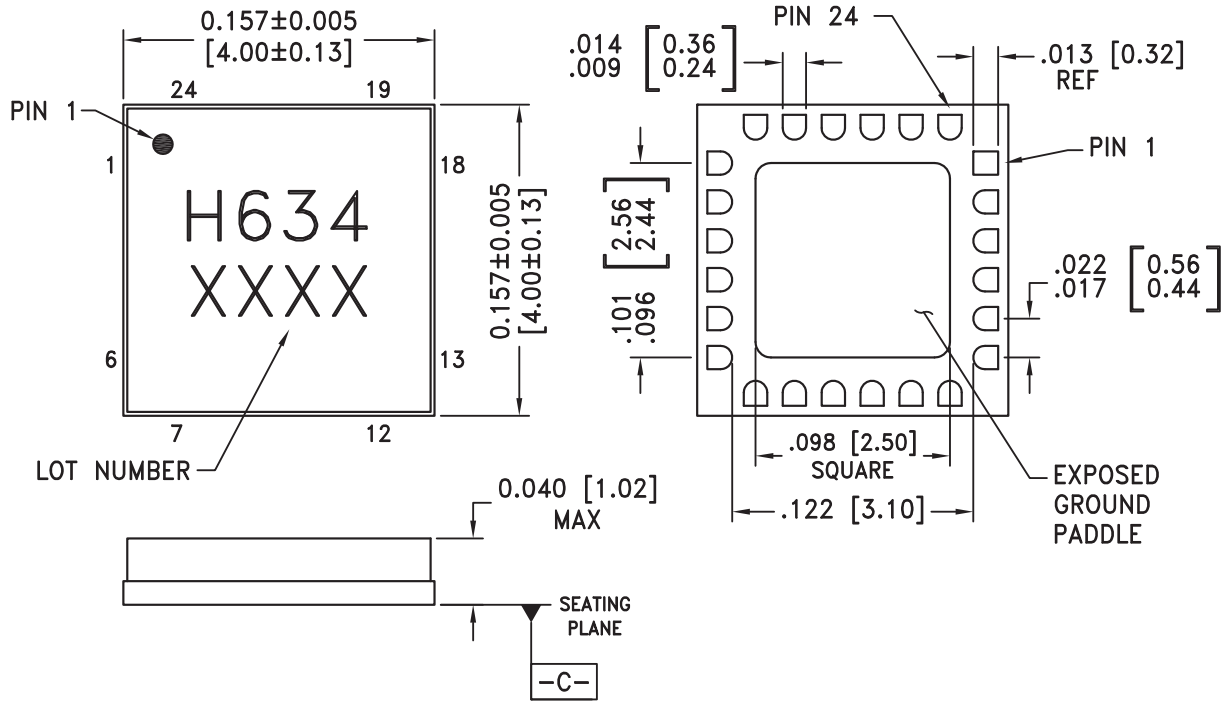 0.157±0.005
[4.00±0.13]
24
19
PIN 1
1
18
H634
XXXX
0.157±0.005
[4.00±0.13]
6
13
7
12
LOT NUMBER
0.040 [1.02]
MAX
SEATING
PLANE
-C-
PIN 24
.014 [0.36]
.009 [0.24]
.013 [0.32]
REF
PIN 1
[2.56]
[2.44]
.101
.096
.022 [0.56]
.017 [0.44]
.098 [2.50]
SQUARE
.122 [3.10]
EXPOSED
GROUND
PADDLE